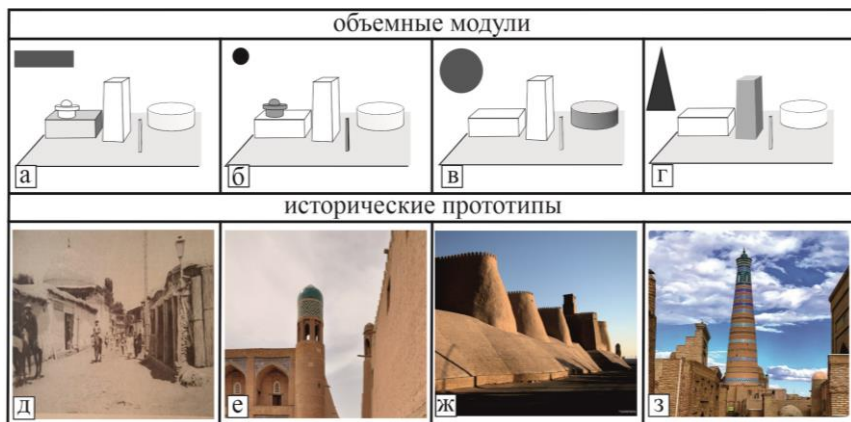 объемные модули
а
б
в
г
исторические прототипы
д
е
ж
з